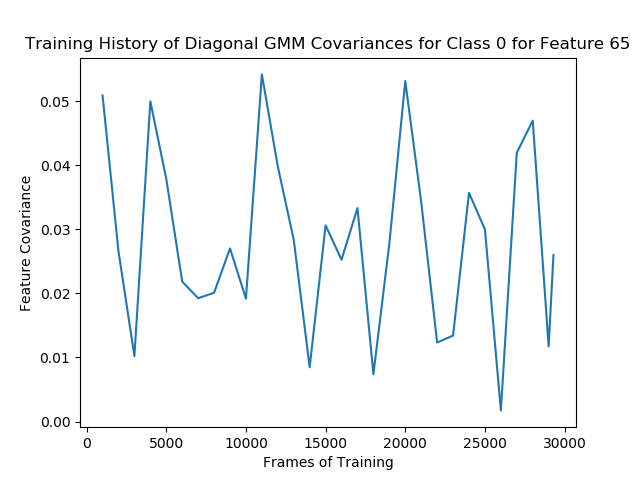 Training History of Diagonal GMM Covariances for Class 0 for Feature 65
0.05
0.04
0.03
0.02
0.01
0.00
Feature Covariance
0 5000 10000 15000 20000 25000 30000
Frames of Training